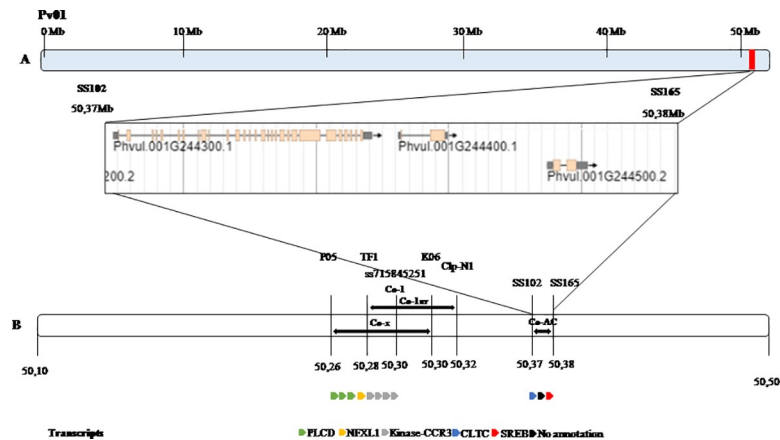 Pv01
0 Mb 10 Mb 20 Mb 30 Mb 40 Mb 50 Mb
A
SS102 SS165
50,37Mb 50,38Mb
Phvul.001G244300.1 Phvul.001G244400.1
200.2 Phvul.001G244500.2
P05 TF1 K06 Clp-N1
ss715645251 SS102 SS165
Co-1
Co-1HY
B Co-x Co-AC
50,10 50,26 50,28 50,30 50,30 50,32 50,37 50,38 50,50
Transcripts PLCD NFXL1 Kinase-CCR3 CLTC SREBP No annotation